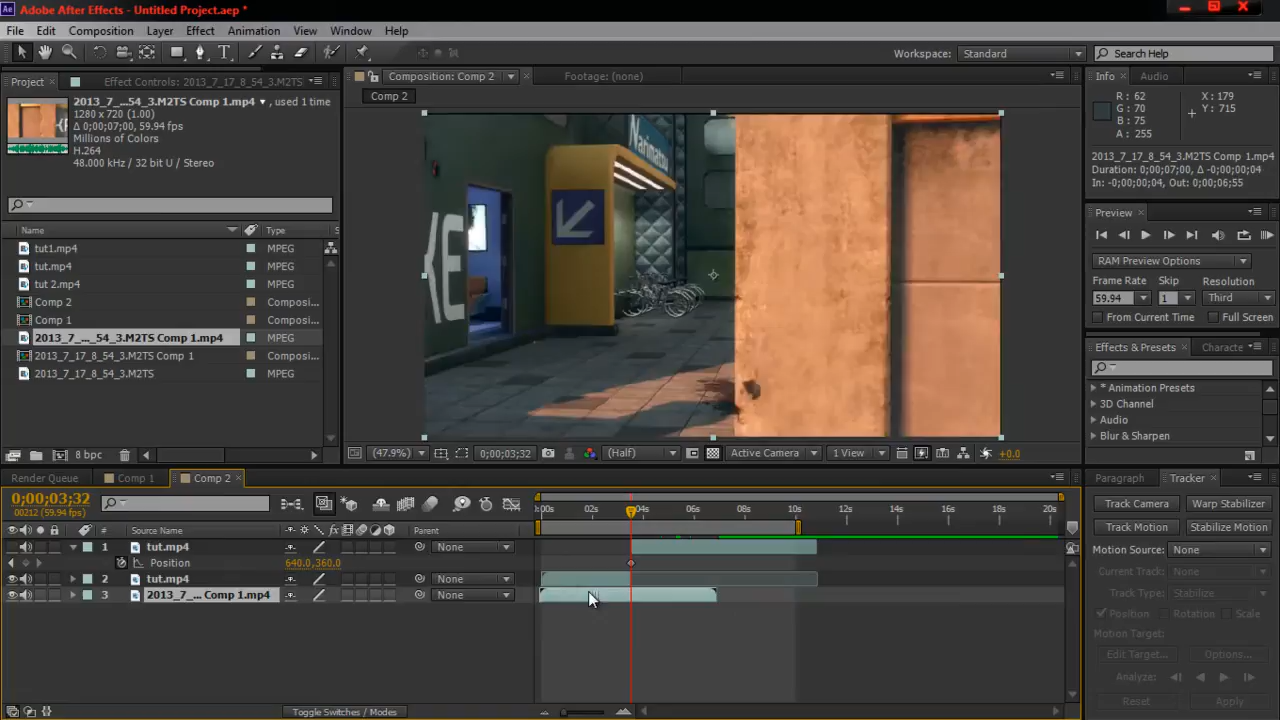 Adobe After Effects - Untitled Project.aep *
File Edit Composition Layer Effect Animation View Window Help
Workspace: Standard Search Help
Project Effect Controls: 2013_7_17_8_54_3.M2TS
Composition: Comp 2 Footage: (none)
Info Audio
2013_7_...54_3.M2TS Comp 1.mp4 ▼, used 1 time
1280 x 720 (1.00)
Δ 0;00;07;00, 59.94 fps
Millions of Colors
H.264
48.000 kHz / 32 bit U / Stereo
Comp 2
R: 62
G: 70
B: 75
A: 255
X: 179
Y: 715
2013_7_17_8_54_3.M2TS Comp 1.mp4
Duration: 0;00;07;00, Δ -0;00;00;04
In: -0;00;00;04, Out: 0;00;06;55
Narimatsu
KE
Preview
RAM Preview Options
Frame Rate Skip Resolution
59.94 1 Third
From Current Time Full Screen
Effects & Presets Characte
* Animation Presets
3D Channel
Audio
Blur & Sharpen
Name Type S
tut1.mp4 MPEG
tut.mp4 MPEG
tut 2.mp4 MPEG
Comp 2 Composi...
Comp 1 Composi...
2013_7_..._54_3.M2TS Comp 1.mp4 MPEG
2013_7_17_8_54_3.M2TS Comp 1 Composi...
2013_7_17_8_54_3.M2TS MPEG
8 bpc
(47.9%) 0;00;03;32 (Half) Active Camera 1 View +0.0
Render Queue Comp 1 Comp 2
0;00;03;32
00212 (59.94 fps)
:00s 02s 04s 06s 08s 10s 12s 14s 16s 18s 20s
# Source Name Parent
1 tut.mp4 None
Position 640.0,360.0
2 tut.mp4 None
3 2013_7_... Comp 1.mp4 None
Toggle Switches / Modes
Paragraph Tracker
Track Camera Warp Stabilizer
Track Motion Stabilize Motion
Motion Source: None
Current Track: None
Track Type: Stabilize
Position Rotation Scale
Motion Target:
Edit Target... Options...
Analyze:
Reset Apply